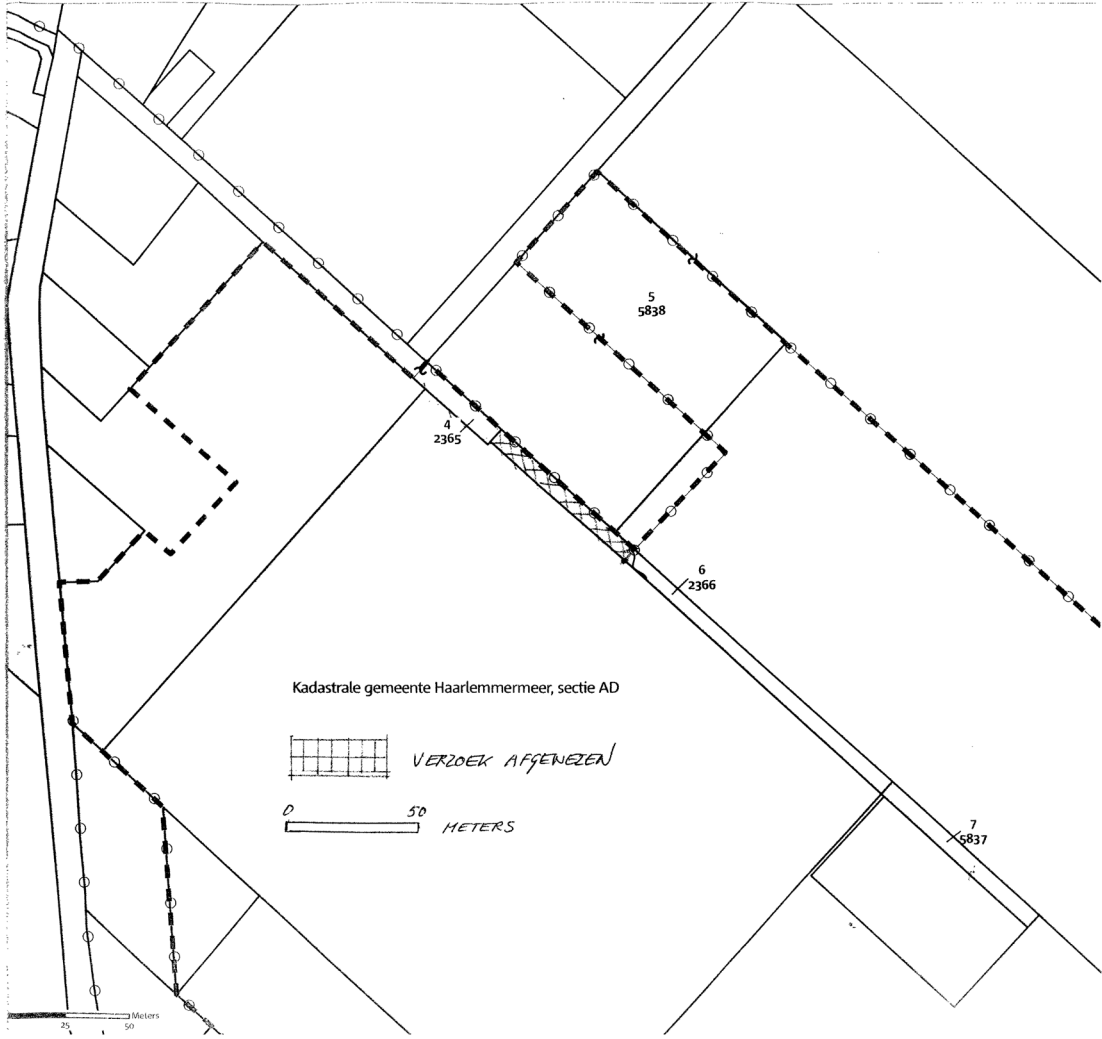 5
5838
4
2365
6
2366
Kadastrale gemeente Haarlemmermeer, sectie AD
VERZOEK AFGEWEZEN
0 50
METERS
7
5837
Meters
25 50